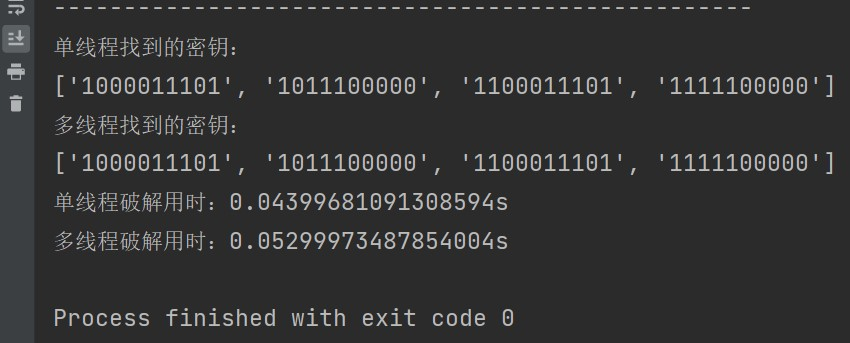 --------------------------------------------------
单线程找到的密钥：
['1000011101', '1011100000', '1100011101', '1111100000']
多线程找到的密钥：
['1000011101', '1011100000', '1100011101', '1111100000']
单线程破解用时：0.04399681091308594s
多线程破解用时：0.05299973487854004s
Process finished with exit code 0